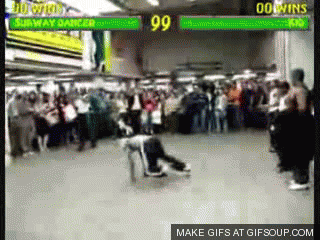 00 WINS
00 WINS
SUBWAY DANCER
99
KID
MAKE GIFS AT GIFSOUP.COM